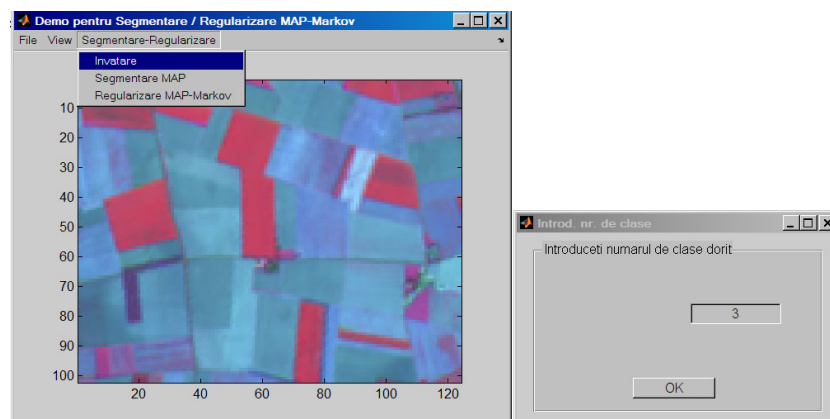 Demo pentru Segmentare / Regularizare MAP-Markov
File View Segmentare-Regularizare
Invatare
Segmentare MAP
Regularizare MAP-Markov
10
20
30
40
50
60
70
80
90
100
20 40 60 80 100 120
Introd. nr. de clase
Introduceti numarul de clase dorit
3
OK